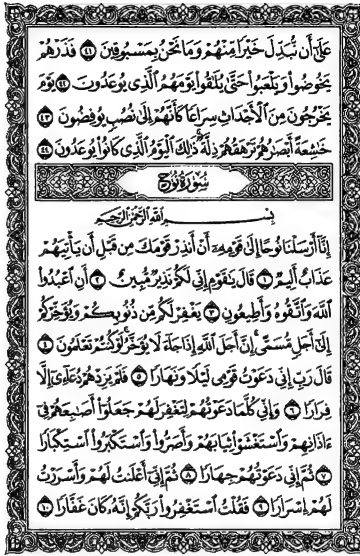 عَلَىٰٓ أَن نُّبَدِّلَ خَيْرًا مِّنْهُمْ وَمَا نَحْنُ بِمَسْبُوقِينَ ٤١ فَذَرْهُمْ
يَخُوضُوا۟ وَيَلْعَبُوا۟ حَتَّىٰ يُلَٰقُوا۟ يَوْمَهُمُ ٱلَّذِى يُوعَدُونَ ٤٢ يَوْمَ
يَخْرُجُونَ مِنَ ٱلْأَجْدَاثِ سِرَاعًا كَأَنَّهُمْ إِلَىٰ نُصُبٍ يُوفِضُونَ ٤٣
خَٰشِعَةً أَبْصَٰرُهُمْ تَرْهَقُهُمْ ذِلَّةٌ ذَٰلِكَ ٱلْيَوْمُ ٱلَّذِى كَانُوا۟ يُوعَدُونَ ٤٤
سُورَةُ نُوحٍ
بِسْمِ ٱللَّهِ ٱلرَّحْمَٰنِ ٱلرَّحِيمِ
إِنَّآ أَرْسَلْنَا نُوحًا إِلَىٰ قَوْمِهِۦٓ أَنْ أَنذِرْ قَوْمَكَ مِن قَبْلِ أَن يَأْتِيَهُمْ
عَذَابٌ أَلِيمٌ ١ قَالَ يَٰقَوْمِ إِنِّى لَكُمْ نَذِيرٌ مُّبِينٌ ٢ أَنِ ٱعْبُدُوا۟
ٱللَّهَ وَٱتَّقُوهُ وَأَطِيعُونِ ٣ يَغْفِرْ لَكُم مِّن ذُنُوبِكُمْ وَيُؤَخِّرْكُمْ
إِلَىٰٓ أَجَلٍ مُّسَمًّى إِنَّ أَجَلَ ٱللَّهِ إِذَا جَآءَ لَا يُؤَخَّرُ لَوْ كُنتُمْ تَعْلَمُونَ ٤
قَالَ رَبِّ إِنِّى دَعَوْتُ قَوْمِى لَيْلًا وَنَهَارًا ٥ فَلَمْ يَزِدْهُمْ دُعَآءِىٓ إِلَّا
فِرَارًا ٦ وَإِنِّى كُلَّمَا دَعَوْتُهُمْ لِتَغْفِرَ لَهُمْ جَعَلُوٓا۟ أَصَٰبِعَهُمْ فِىٓ
ءَاذَانِهِمْ وَٱسْتَغْشَوْا۟ ثِيَابَهُمْ وَأَصَرُّوا۟ وَٱسْتَكْبَرُوا۟ ٱسْتِكْبَارًا
٧ ثُمَّ إِنِّى دَعَوْتُهُمْ جِهَارًا ٨ ثُمَّ إِنِّىٓ أَعْلَنتُ لَهُمْ وَأَسْرَرْتُ
لَهُمْ إِسْرَارًا ٩ فَقُلْتُ ٱسْتَغْفِرُوا۟ رَبَّكُمْ إِنَّهُۥ كَانَ غَفَّارًا ١٠